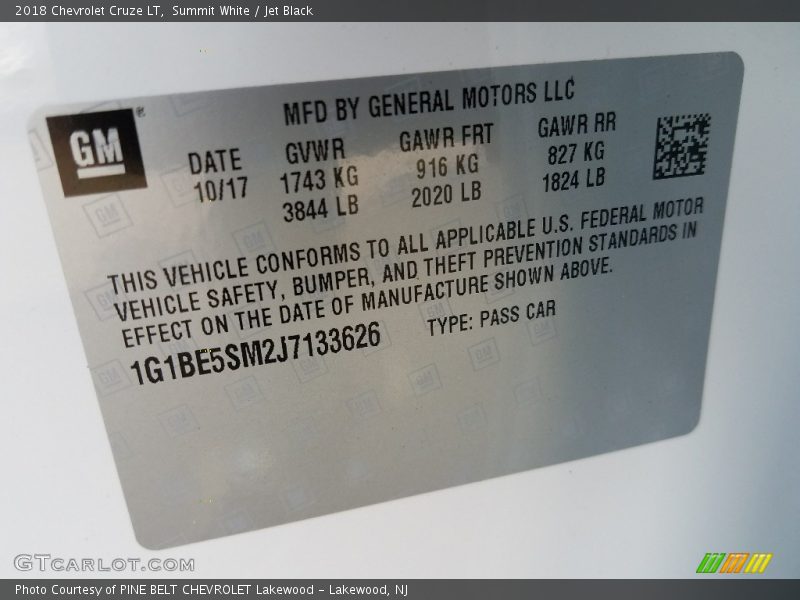 2018 Chevrolet Cruze LT, Summit White / Jet Black
MFD BY GENERAL MOTORS LLC
GM®
DATE GVWR GAWR FRT GAWR RR
10/17 1743 KG 916 KG 827 KG
3844 LB 2020 LB 1824 LB
THIS VEHICLE CONFORMS TO ALL APPLICABLE U.S. FEDERAL MOTOR
VEHICLE SAFETY, BUMPER, AND THEFT PREVENTION STANDARDS IN
EFFECT ON THE DATE OF MANUFACTURE SHOWN ABOVE.
1G1BE5SM2J7133626 TYPE: PASS CAR
GTCARLOT.COM
Photo Courtesy of PINE BELT CHEVROLET Lakewood - Lakewood, NJ